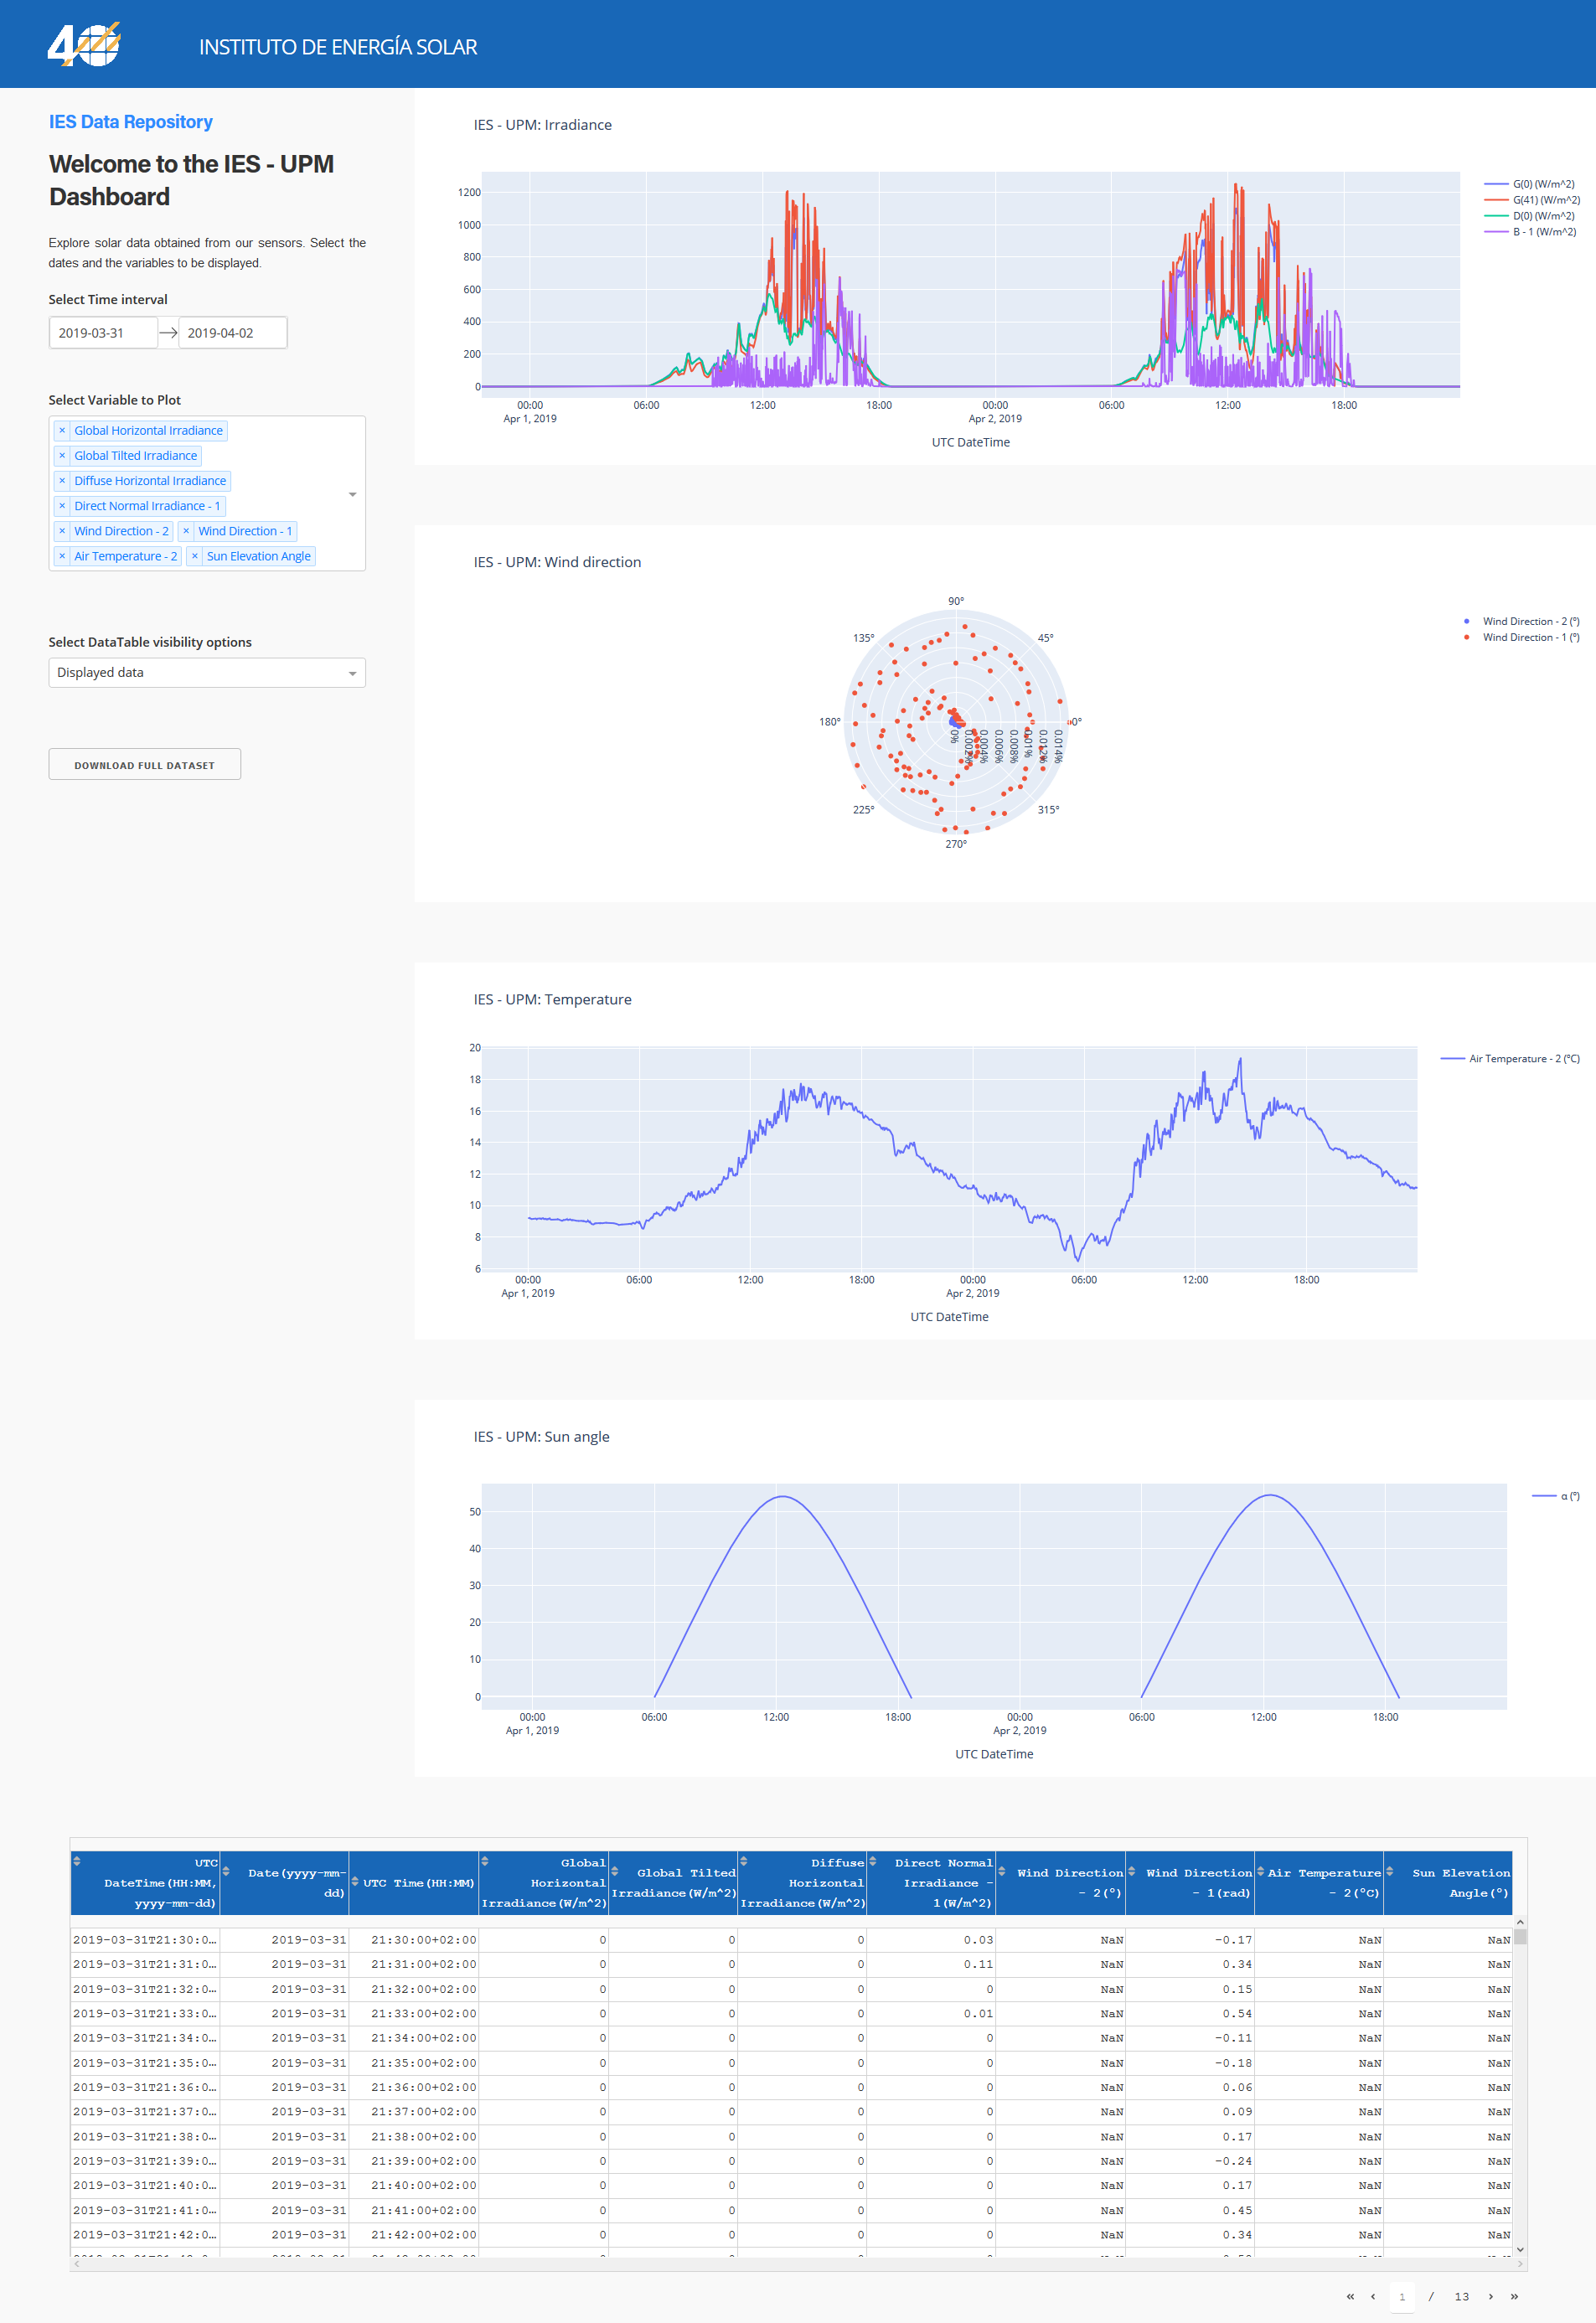 40
INSTITUTO DE ENERGÍA SOLAR
IES Data Repository
Welcome to the IES - UPM
Dashboard
Explore solar data obtained from our sensors. Select the
dates and the variables to be displayed.
Select Time interval
2019-03-31 → 2019-04-02
Select Variable to Plot
× Global Horizontal Irradiance
× Global Tilted Irradiance
× Diffuse Horizontal Irradiance
× Direct Normal Irradiance - 1
× Wind Direction - 2 × Wind Direction - 1
× Air Temperature - 2 × Sun Elevation Angle
Select DataTable visibility options
Displayed data
DOWNLOAD FULL DATASET
IES - UPM: Irradiance
1200
1000
800
600
400
200
0
00:00 06:00 12:00 18:00 00:00 06:00 12:00 18:00
Apr 1, 2019 Apr 2, 2019
UTC DateTime
G(0) (W/m^2)
G(41) (W/m^2)
D(0) (W/m^2)
B - 1 (W/m^2)
IES - UPM: Wind direction
90°
135° 45°
180° 0°
0% 0.002% 0.004% 0.006% 0.008% 0.01% 0.012% 0.014%
225° 315°
270°
Wind Direction - 2 (º)
Wind Direction - 1 (º)
IES - UPM: Temperature
20
18
16
14
12
10
8
6
00:00 06:00 12:00 18:00 00:00 06:00 12:00 18:00
Apr 1, 2019 Apr 2, 2019
UTC DateTime
Air Temperature - 2 (ºC)
IES - UPM: Sun angle
50
40
30
20
10
0
00:00 06:00 12:00 18:00 00:00 06:00 12:00 18:00
Apr 1, 2019 Apr 2, 2019
UTC DateTime
α (º)
UTC DateTime(HH:MM, yyyy-mm-dd) Date(yyyy-mm-dd) UTC Time(HH:MM) Global Horizontal Irradiance(W/m^2) Global Tilted Irradiance(W/m^2) Diffuse Horizontal Irradiance(W/m^2) Direct Normal Irradiance - 1(W/m^2) Wind Direction - 2(º) Wind Direction - 1(rad) Air Temperature - 2(ºC) Sun Elevation Angle(º)
2019-03-31T21:30:0… 2019-03-31 21:30:00+02:00 0 0 0 0.03 NaN -0.17 NaN NaN
2019-03-31T21:31:0… 2019-03-31 21:31:00+02:00 0 0 0 0.11 NaN 0.34 NaN NaN
2019-03-31T21:32:0… 2019-03-31 21:32:00+02:00 0 0 0 0 NaN 0.15 NaN NaN
2019-03-31T21:33:0… 2019-03-31 21:33:00+02:00 0 0 0 0.01 NaN 0.54 NaN NaN
2019-03-31T21:34:0… 2019-03-31 21:34:00+02:00 0 0 0 0 NaN -0.11 NaN NaN
2019-03-31T21:35:0… 2019-03-31 21:35:00+02:00 0 0 0 0 NaN -0.18 NaN NaN
2019-03-31T21:36:0… 2019-03-31 21:36:00+02:00 0 0 0 0 NaN 0.06 NaN NaN
2019-03-31T21:37:0… 2019-03-31 21:37:00+02:00 0 0 0 0 NaN 0.09 NaN NaN
2019-03-31T21:38:0… 2019-03-31 21:38:00+02:00 0 0 0 0 NaN 0.17 NaN NaN
2019-03-31T21:39:0… 2019-03-31 21:39:00+02:00 0 0 0 0 NaN -0.24 NaN NaN
2019-03-31T21:40:0… 2019-03-31 21:40:00+02:00 0 0 0 0 NaN 0.17 NaN NaN
2019-03-31T21:41:0… 2019-03-31 21:41:00+02:00 0 0 0 0 NaN 0.45 NaN NaN
2019-03-31T21:42:0… 2019-03-31 21:42:00+02:00 0 0 0 0 NaN 0.34 NaN NaN
« ‹ 1 / 13 › »